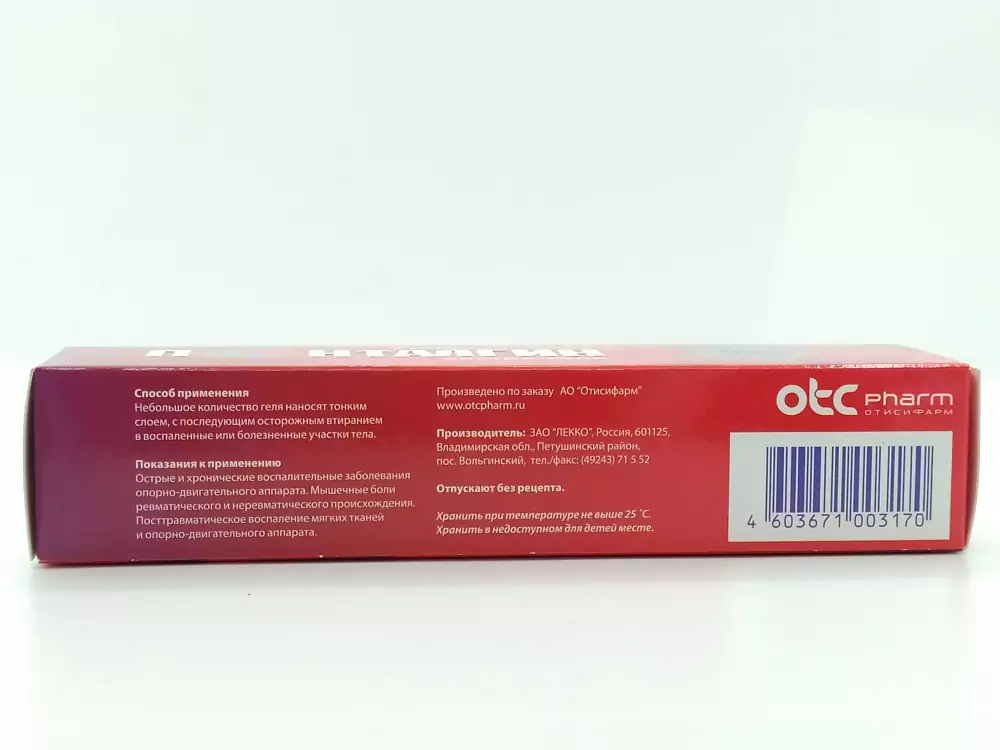 Способ применения
Небольшое количество геля наносят тонким
слоем, с последующим осторожным втиранием
в воспаленные или болезненные участки тела.
Показания к применению
Острые и хронические воспалительные заболевания
опорно-двигательного аппарата. Мышечные боли
ревматического и неревматического происхождения.
Посттравматическое воспаление мягких тканей
и опорно-двигательного аппарата.
Произведено по заказу АО "Отисифарм"
www.otcpharm.ru
Производитель: ЗАО "ЛЕККО", Россия, 601125,
Владимирская обл., Петушинский район,
пос. Вольгинский, тел./факс: (49243) 71 5 52
Отпускают без рецепта.
Хранить при температуре не выше 25 °С.
Хранить в недоступном для детей месте.
otc pharm
ОТИСИФАРМ
4 603671 003170